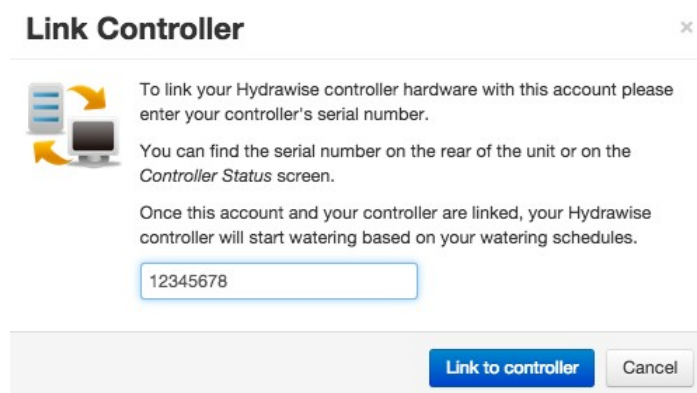 Link Controller
×
To link your Hydrawise controller hardware with this account please
enter your controller's serial number.
You can find the serial number on the rear of the unit or on the
Controller Status screen.
Once this account and your controller are linked, your Hydrawise
controller will start watering based on your watering schedules.
12345678
Link to controller
Cancel